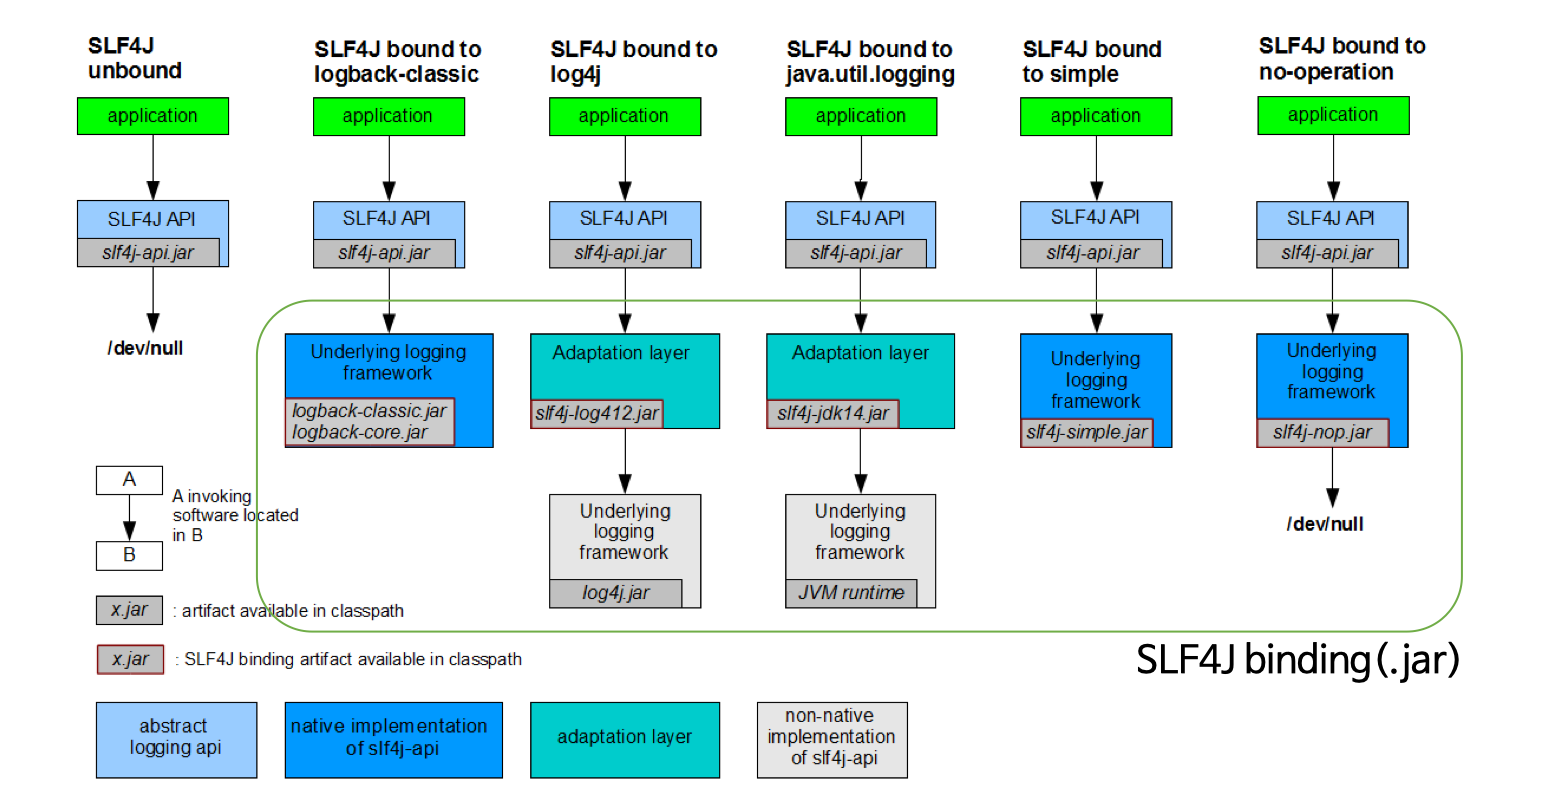 SLF4J
unbound
application
SLF4J API
slf4j-api.jar
/dev/null
SLF4J bound to
logback-classic
application
SLF4J API
slf4j-api.jar
Underlying logging
framework
logback-classic.jar
logback-core.jar
SLF4J bound to
log4j
application
SLF4J API
slf4j-api.jar
Adaptation layer
slf4j-log412.jar
Underlying
logging
framework
log4j.jar
SLF4J bound to
java.util.logging
application
SLF4J API
slf4j-api.jar
Adaptation layer
slf4j-jdk14.jar
Underlying
logging
framework
JVM runtime
SLF4J bound
to simple
application
SLF4J API
slf4j-api.jar
Underlying
logging
framework
slf4j-simple.jar
SLF4J bound to
no-operation
application
SLF4J API
slf4j-api.jar
Underlying
logging
framework
slf4j-nop.jar
/dev/null
A
B
A invoking
software located
in B
x.jar : artifact available in classpath
x.jar : SLF4J binding artifact available in classpath
SLF4J binding(.jar)
abstract
logging api
native implementation
of slf4j-api
adaptation layer
non-native
implementation
of slf4j-api